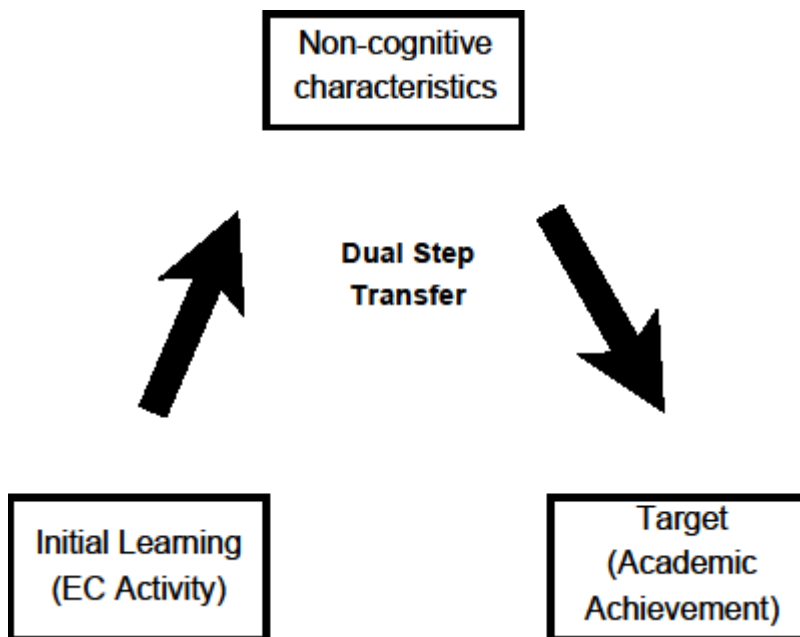 Non-cognitive
characteristics
Dual Step
Transfer
Initial Learning
(EC Activity)
Target
(Academic
Achievement)